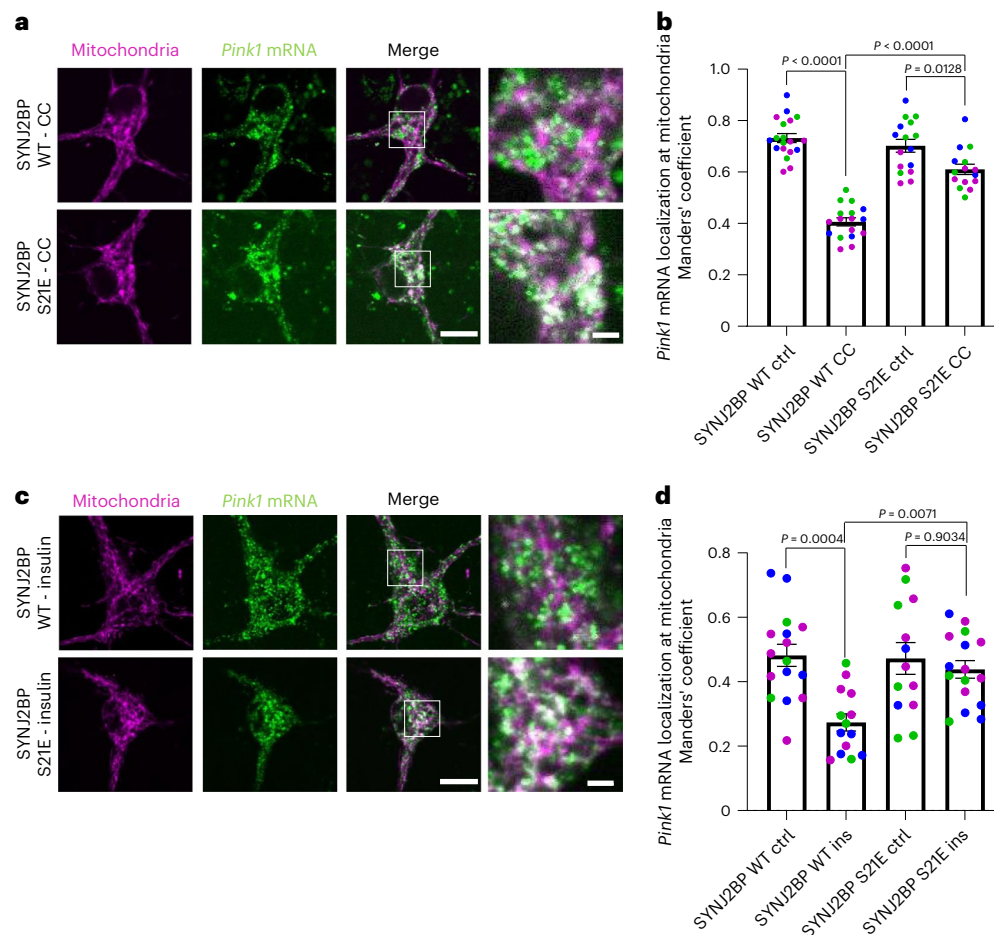 a
Mitochondria
Pink1 mRNA
Merge
SYNJ2BP
WT - CC
SYNJ2BP
S21E - CC
b
Pink1 mRNA localization at mitochondria
Manders' coefficient
P < 0.0001
P < 0.0001
P = 0.0128
1.0
0.8
0.6
0.4
0.2
0
SYNJ2BP WT ctrl
SYNJ2BP WT CC
SYNJ2BP S21E ctrl
SYNJ2BP S21E CC
c
Mitochondria
Pink1 mRNA
Merge
SYNJ2BP
WT - insulin
SYNJ2BP
S21E - insulin
d
Pink1 mRNA localization at mitochondria
Manders' coefficient
P = 0.0071
P = 0.0004
P = 0.9034
0.8
0.6
0.4
0.2
0
SYNJ2BP WT ctrl
SYNJ2BP WT ins
SYNJ2BP S21E ctrl
SYNJ2BP S21E ins